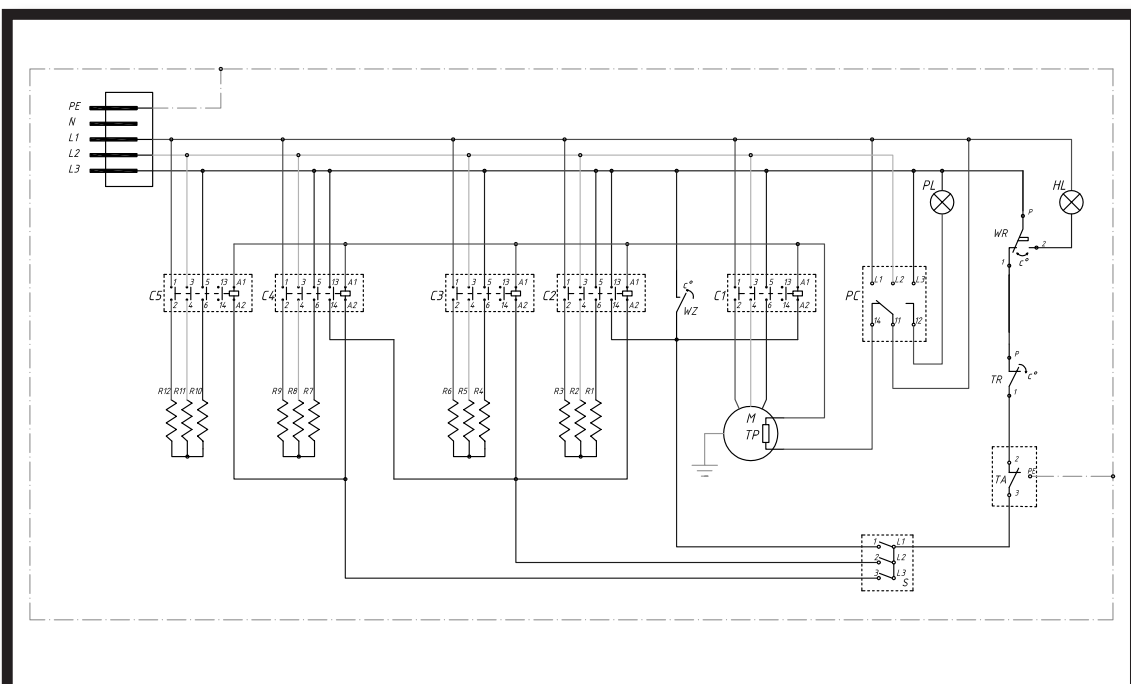 PE
N
L1
L2
L3
PL
HL
P
WR
2
C°
1
1 3 5 13 A1
C5
2 4 6 14 A2
1 3 5 13 A1
C4
2 4 6 14 A2
1 3 5 13 A1
C3
2 4 6 14 A2
1 3 5 13 A1
C2
2 4 6 14 A2
C°
WZ
1 3 5 13 A1
C1
2 4 6 14 A2
L1 L2 L3
PC
14 11 12
P
TR C°
1
R12 R11 R10
R9 R8 R7
R6 R5 R4
R3 R2 R1
M
TP
2
TA PE
3
1 L1
2 L2
3 L3
S